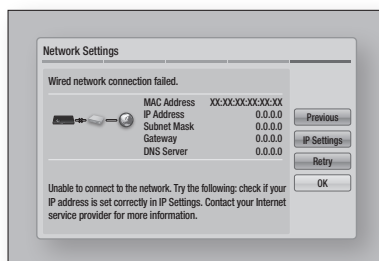 Network Settings
Wired network connection failed.
MAC Address XX:XX:XX:XX:XX:XX
IP Address 0.0.0.0
Subnet Mask 0.0.0.0
Gateway 0.0.0.0
DNS Server 0.0.0.0
Previous
IP Settings
Retry
OK
Unable to connect to the network. Try the following: check if your
IP address is set correctly in IP Settings. Contact your Internet
service provider for more information.